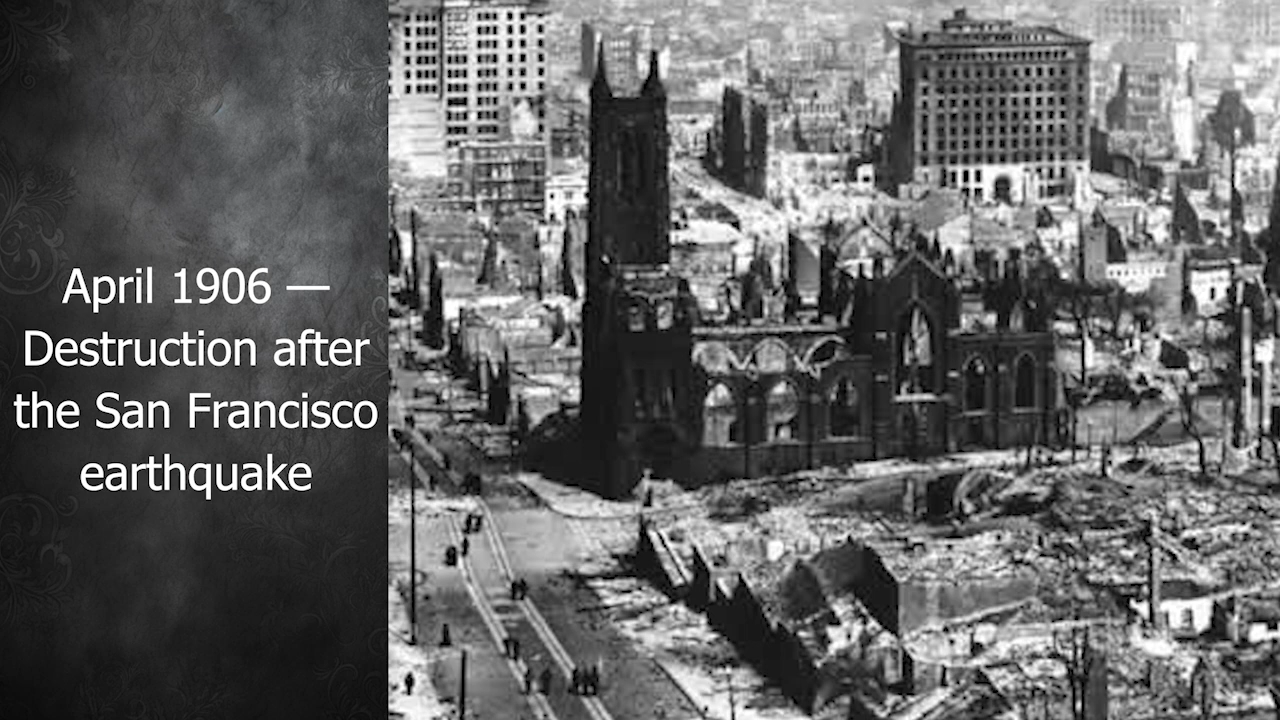 April 1906 —
Destruction after
the San Francisco
earthquake